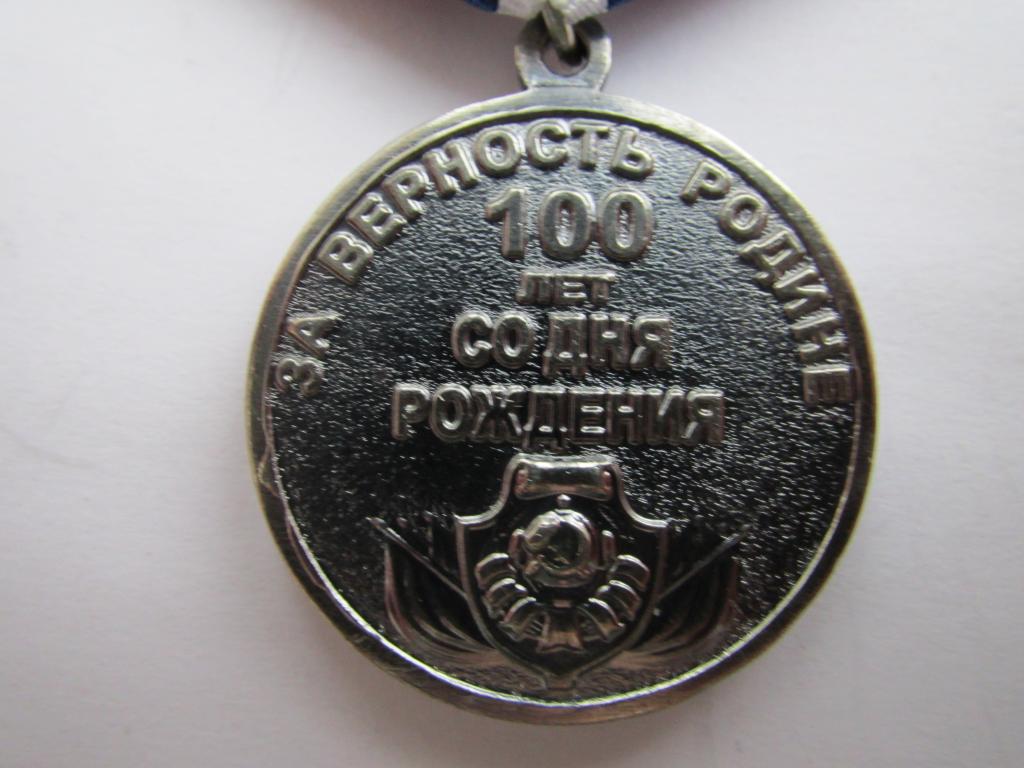 ЗА ВЕРНОСТЬ РОДИНЕ
100
ЛЕТ
СО ДНЯ
РОЖДЕНИЯ